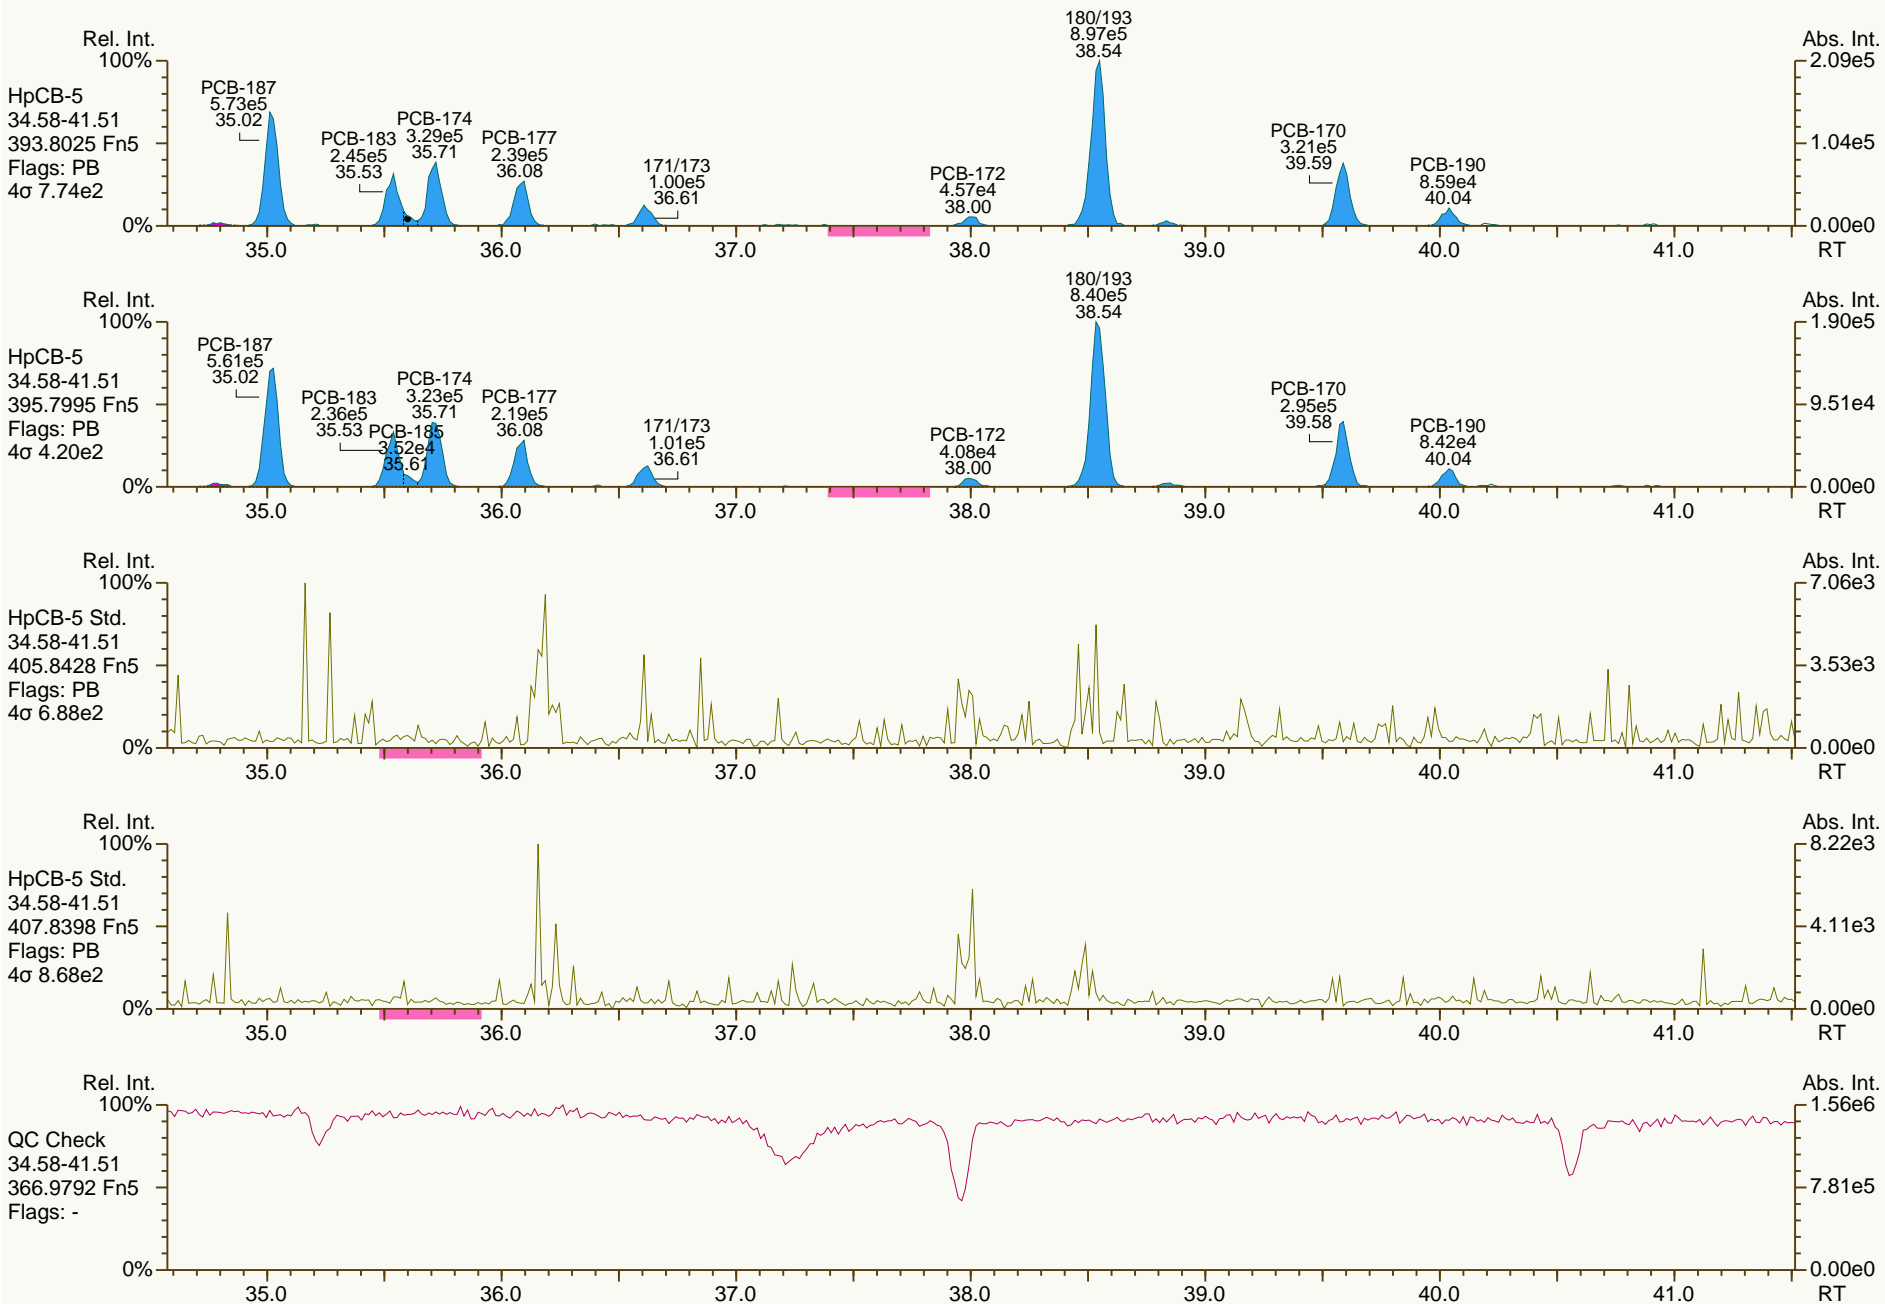 Rel. Int.
Abs. Int.
HpCB-5
34.58-41.51
393.8025 Fn5
Flags: PB
4σ 7.74e2
100%
0%
2.09e5
1.04e5
0.00e0
PCB-187
5.73e5
35.02
PCB-183
2.45e5
35.53
PCB-174
3.29e5
35.71
PCB-177
2.39e5
36.08
171/173
1.00e5
36.61
PCB-172
4.57e4
38.00
180/193
8.97e5
38.54
PCB-170
3.21e5
39.59
PCB-190
8.59e4
40.04
35.0 36.0 37.0 38.0 39.0 40.0 41.0 RT
Rel. Int.
Abs. Int.
HpCB-5
34.58-41.51
395.7995 Fn5
Flags: PB
4σ 4.20e2
100%
0%
1.90e5
9.51e4
0.00e0
PCB-187
5.61e5
35.02
PCB-183
2.36e5
35.53
PCB-185
3.52e4
35.61
PCB-174
3.23e5
35.71
PCB-177
2.19e5
36.08
171/173
1.01e5
36.61
PCB-172
4.08e4
38.00
180/193
8.40e5
38.54
PCB-170
2.95e5
39.58
PCB-190
8.42e4
40.04
35.0 36.0 37.0 38.0 39.0 40.0 41.0 RT
Rel. Int.
Abs. Int.
HpCB-5 Std.
34.58-41.51
405.8428 Fn5
Flags: PB
4σ 6.88e2
100%
0%
7.06e3
3.53e3
0.00e0
35.0 36.0 37.0 38.0 39.0 40.0 41.0 RT
Rel. Int.
Abs. Int.
HpCB-5 Std.
34.58-41.51
407.8398 Fn5
Flags: PB
4σ 8.68e2
100%
0%
8.22e3
4.11e3
0.00e0
35.0 36.0 37.0 38.0 39.0 40.0 41.0 RT
Rel. Int.
Abs. Int.
QC Check
34.58-41.51
366.9792 Fn5
Flags: -
100%
0%
1.56e6
7.81e5
0.00e0
35.0 36.0 37.0 38.0 39.0 40.0 41.0 RT